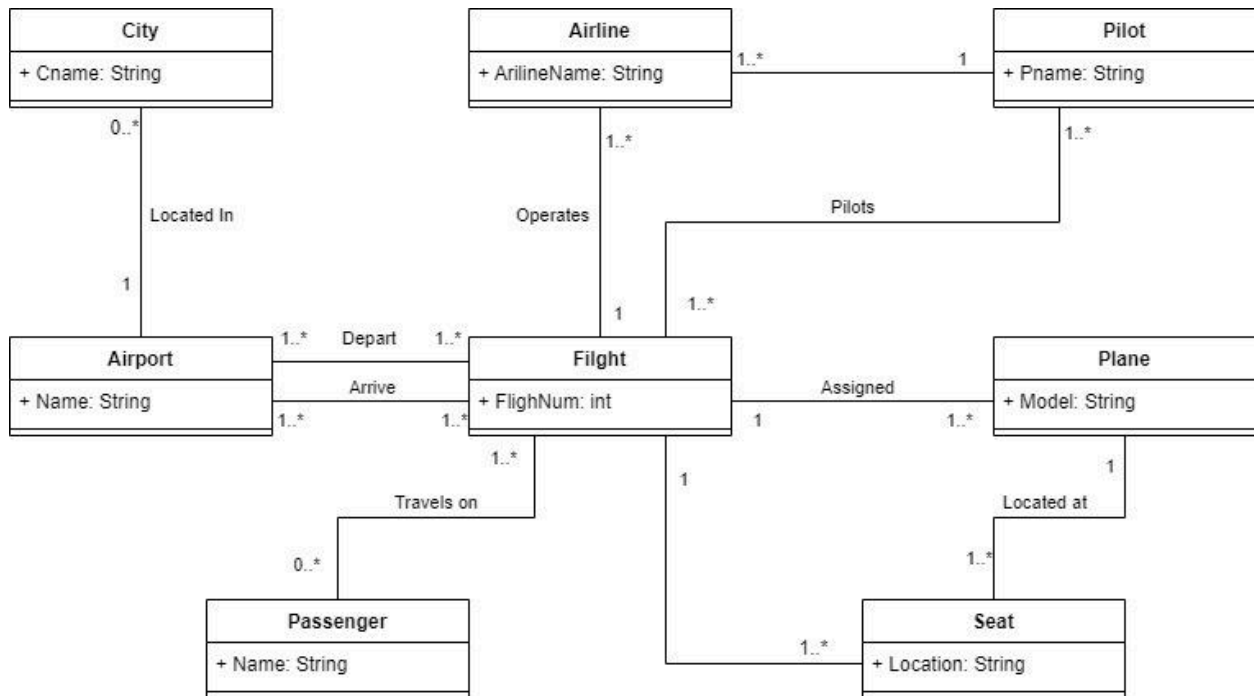 City
+ Cname: String
Airline
+ ArilineName: String
Pilot
+ Pname: String
1..*
1
0..*
1..*
1..*
Located In
Operates
Pilots
1
1
1..*
Airport
+ Name: String
1..*
Depart
1..*
Arrive
1..*
1..*
Filght
+ FlighNum: int
Assigned
1
1..*
Plane
+ Model: String
1..*
1
1
Travels on
Located at
0..*
1..*
Passenger
+ Name: String
1..*
Seat
+ Location: String